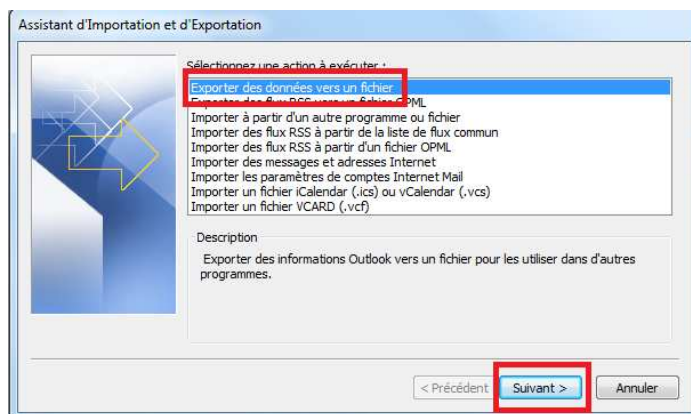 Assistant d'Importation et d'Exportation
Sélectionnez une action à exécuter :
Exporter des données vers un fichier
Exporter des flux RSS vers un fichier OPML
Importer à partir d'un autre programme ou fichier
Importer des flux RSS à partir de la liste de flux commun
Importer des flux RSS à partir d'un fichier OPML
Importer des messages et adresses Internet
Importer les paramètres de comptes Internet Mail
Importer un fichier iCalendar (.ics) ou vCalendar (.vcs)
Importer un fichier VCARD (.vcf)
Description
Exporter des informations Outlook vers un fichier pour les utiliser dans d'autres
programmes.
< Précédent Suivant > Annuler